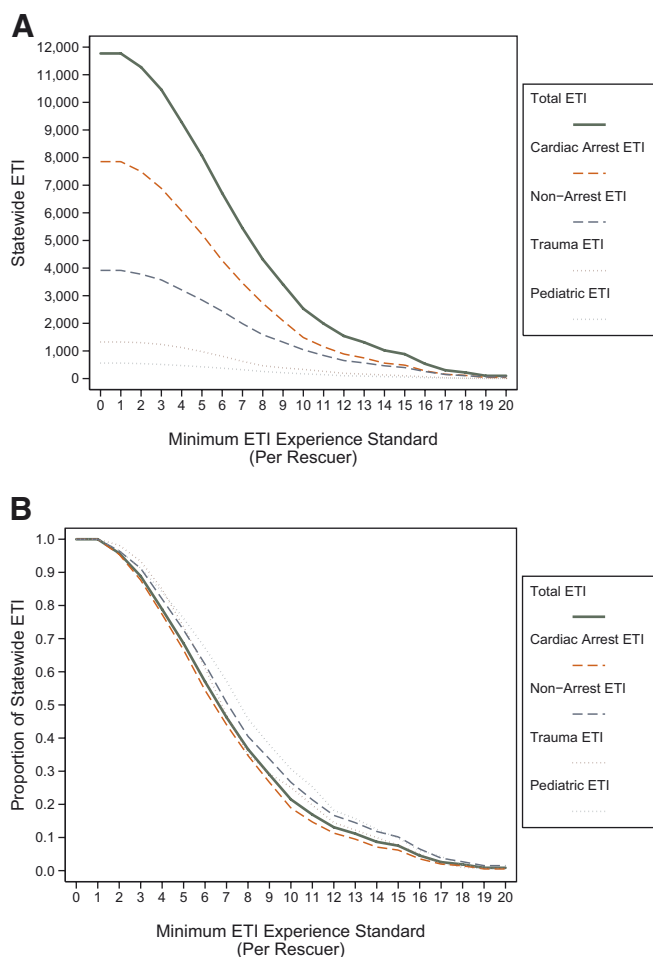 A
Statewide ETI
12,000
11,000
10,000
9,000
8,000
7,000
6,000
5,000
4,000
3,000
2,000
1,000
0
0 1 2 3 4 5 6 7 8 9 10 11 12 13 14 15 16 17 18 19 20
Minimum ETI Experience Standard
(Per Rescuer)
Total ETI
Cardiac Arrest ETI
Non−Arrest ETI
Trauma ETI
Pediatric ETI
B
Proportion of Statewide ETI
1.0
0.9
0.8
0.7
0.6
0.5
0.4
0.3
0.2
0.1
0.0
0 1 2 3 4 5 6 7 8 9 10 11 12 13 14 15 16 17 18 19 20
Minimum ETI Experience Standard
(Per Rescuer)
Total ETI
Cardiac Arrest ETI
Non−Arrest ETI
Trauma ETI
Pediatric ETI